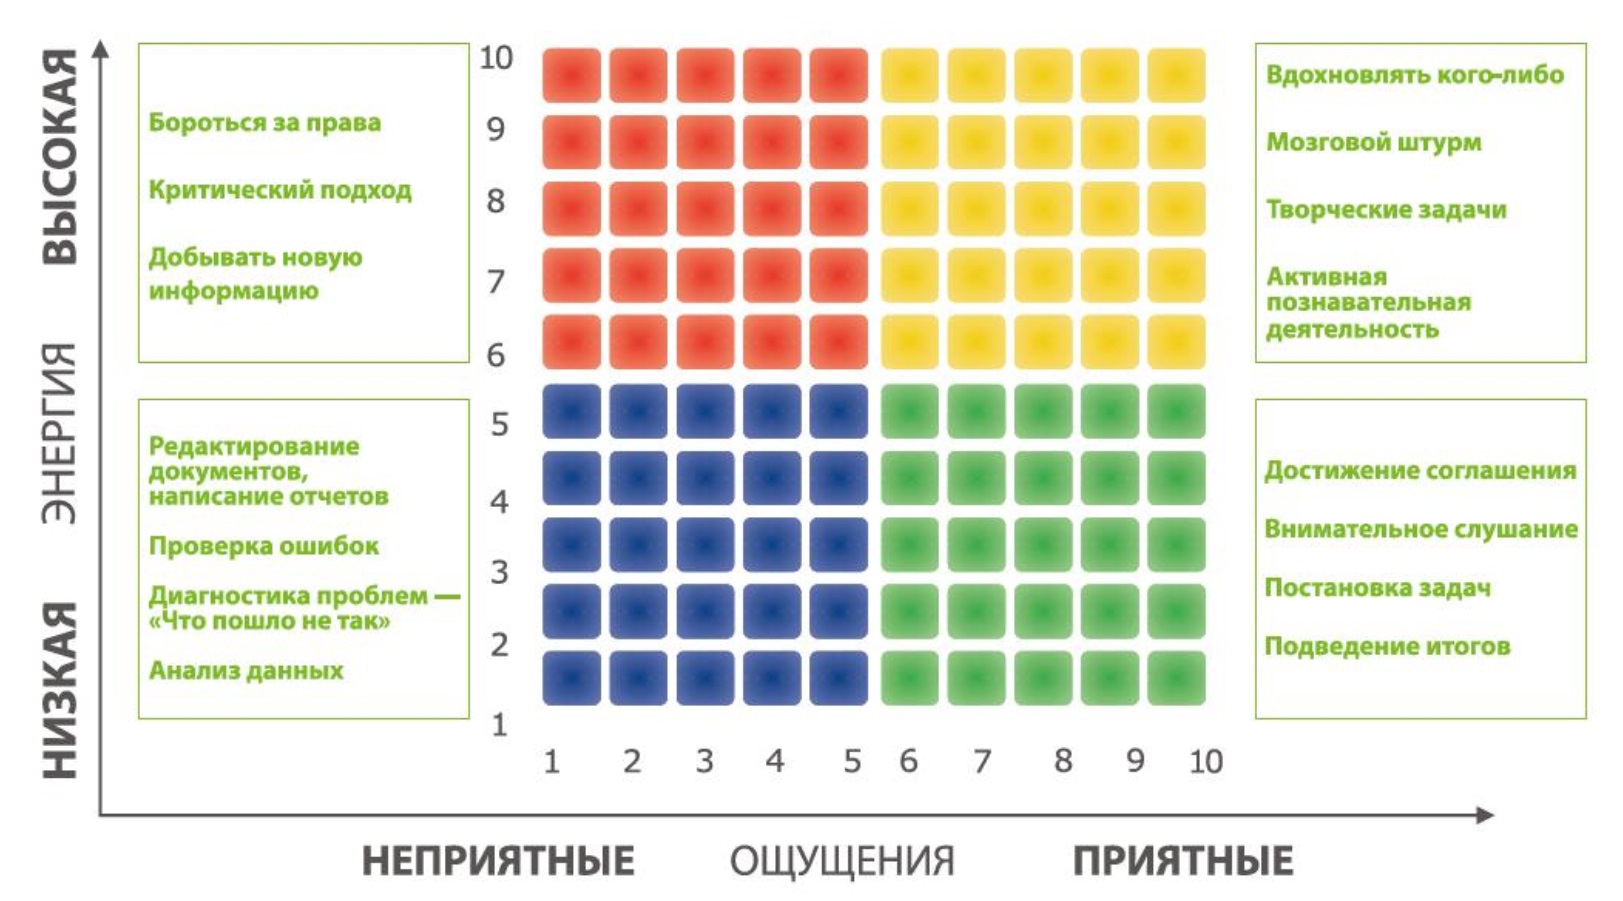 ВЫСОКАЯ
ЭНЕРГИЯ
НИЗКАЯ
Бороться за права
Критический подход
Добывать новую
информацию
Редактирование
документов,
написание отчетов
Проверка ошибок
Диагностика проблем —
«Что пошло не так»
Анализ данных
10
9
8
7
6
5
4
3
2
1
1 2 3 4 5 6 7 8 9 10
Вдохновлять кого-либо
Мозговой штурм
Творческие задачи
Активная
познавательная
деятельность
Достижение соглашения
Внимательное слушание
Постановка задач
Подведение итогов
НЕПРИЯТНЫЕ ОЩУЩЕНИЯ ПРИЯТНЫЕ